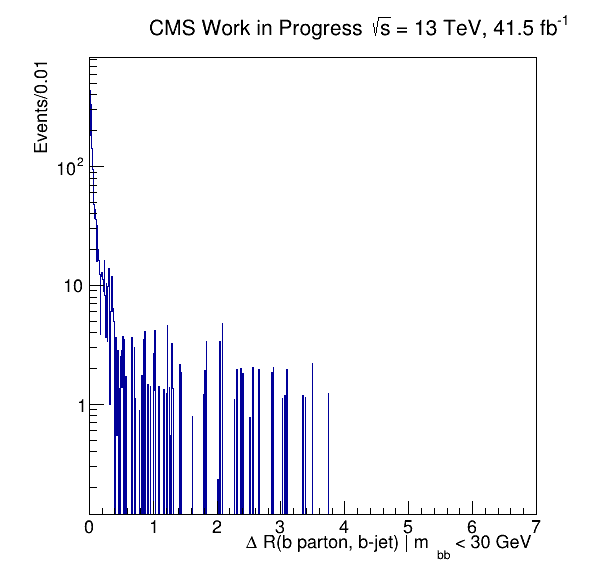 CMS Work in Progress √s = 13 TeV, 41.5 fb⁻¹
Events/0.01
10²
10
1
0 1 2 3 4 5 6 7
Δ R(b parton, b-jet) | m_bb < 30 GeV